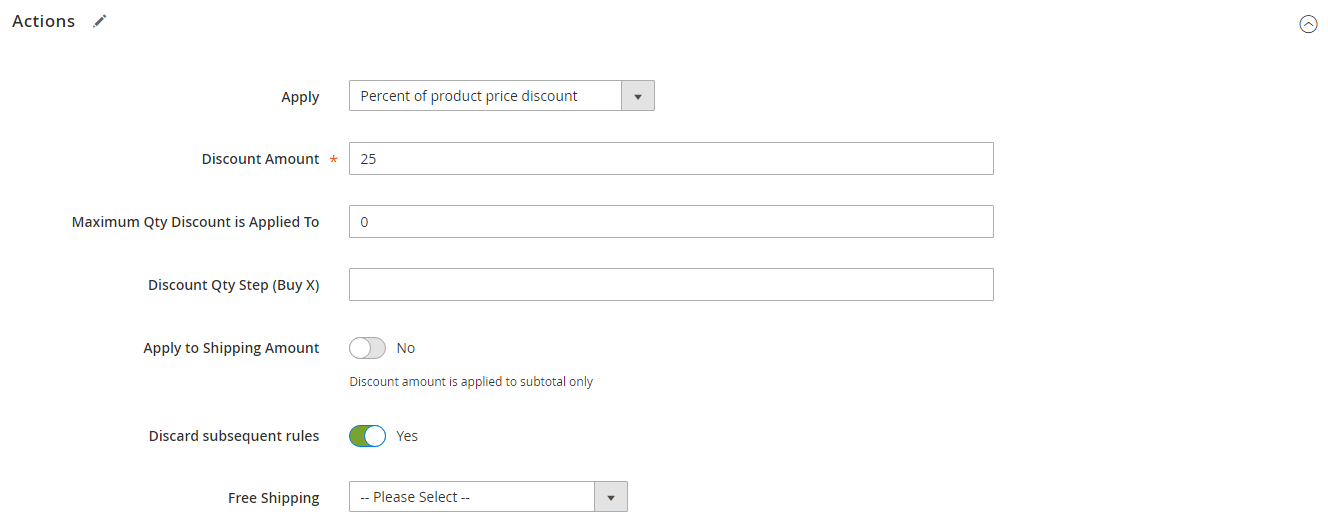 Actions
Apply
Percent of product price discount
Discount Amount *
25
Maximum Qty Discount is Applied To
0
Discount Qty Step (Buy X)
Apply to Shipping Amount
No
Discount amount is applied to subtotal only
Discard subsequent rules
Yes
Free Shipping
-- Please Select --